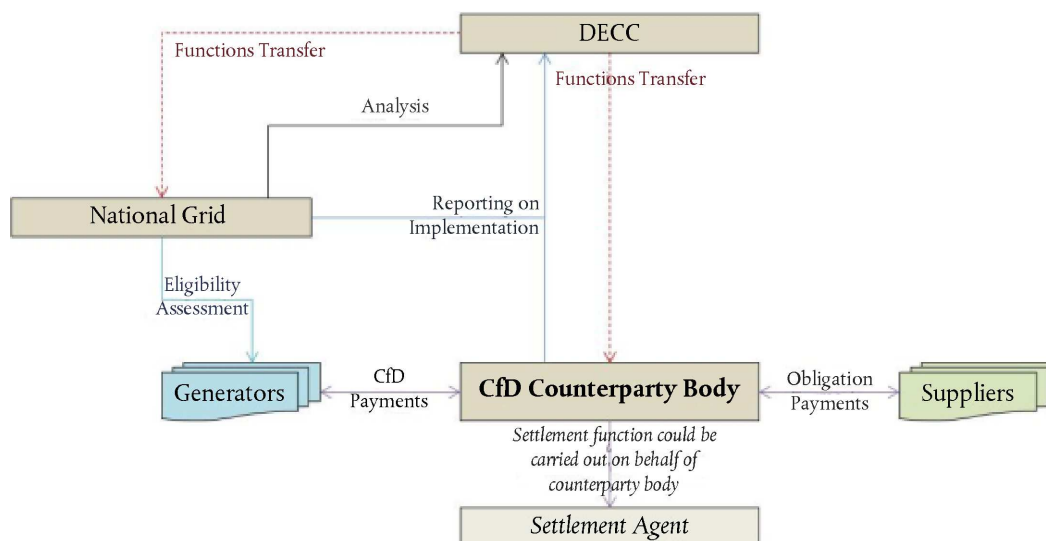 DECC
Functions Transfer
Functions Transfer
Analysis
National Grid
Reporting on
Implementation
Eligibility
Assessment
Generators
CfD
Payments
CfD Counterparty Body
Obligation
Payments
Suppliers
Settlement function could be
carried out on behalf of
counterparty body
Settlement Agent